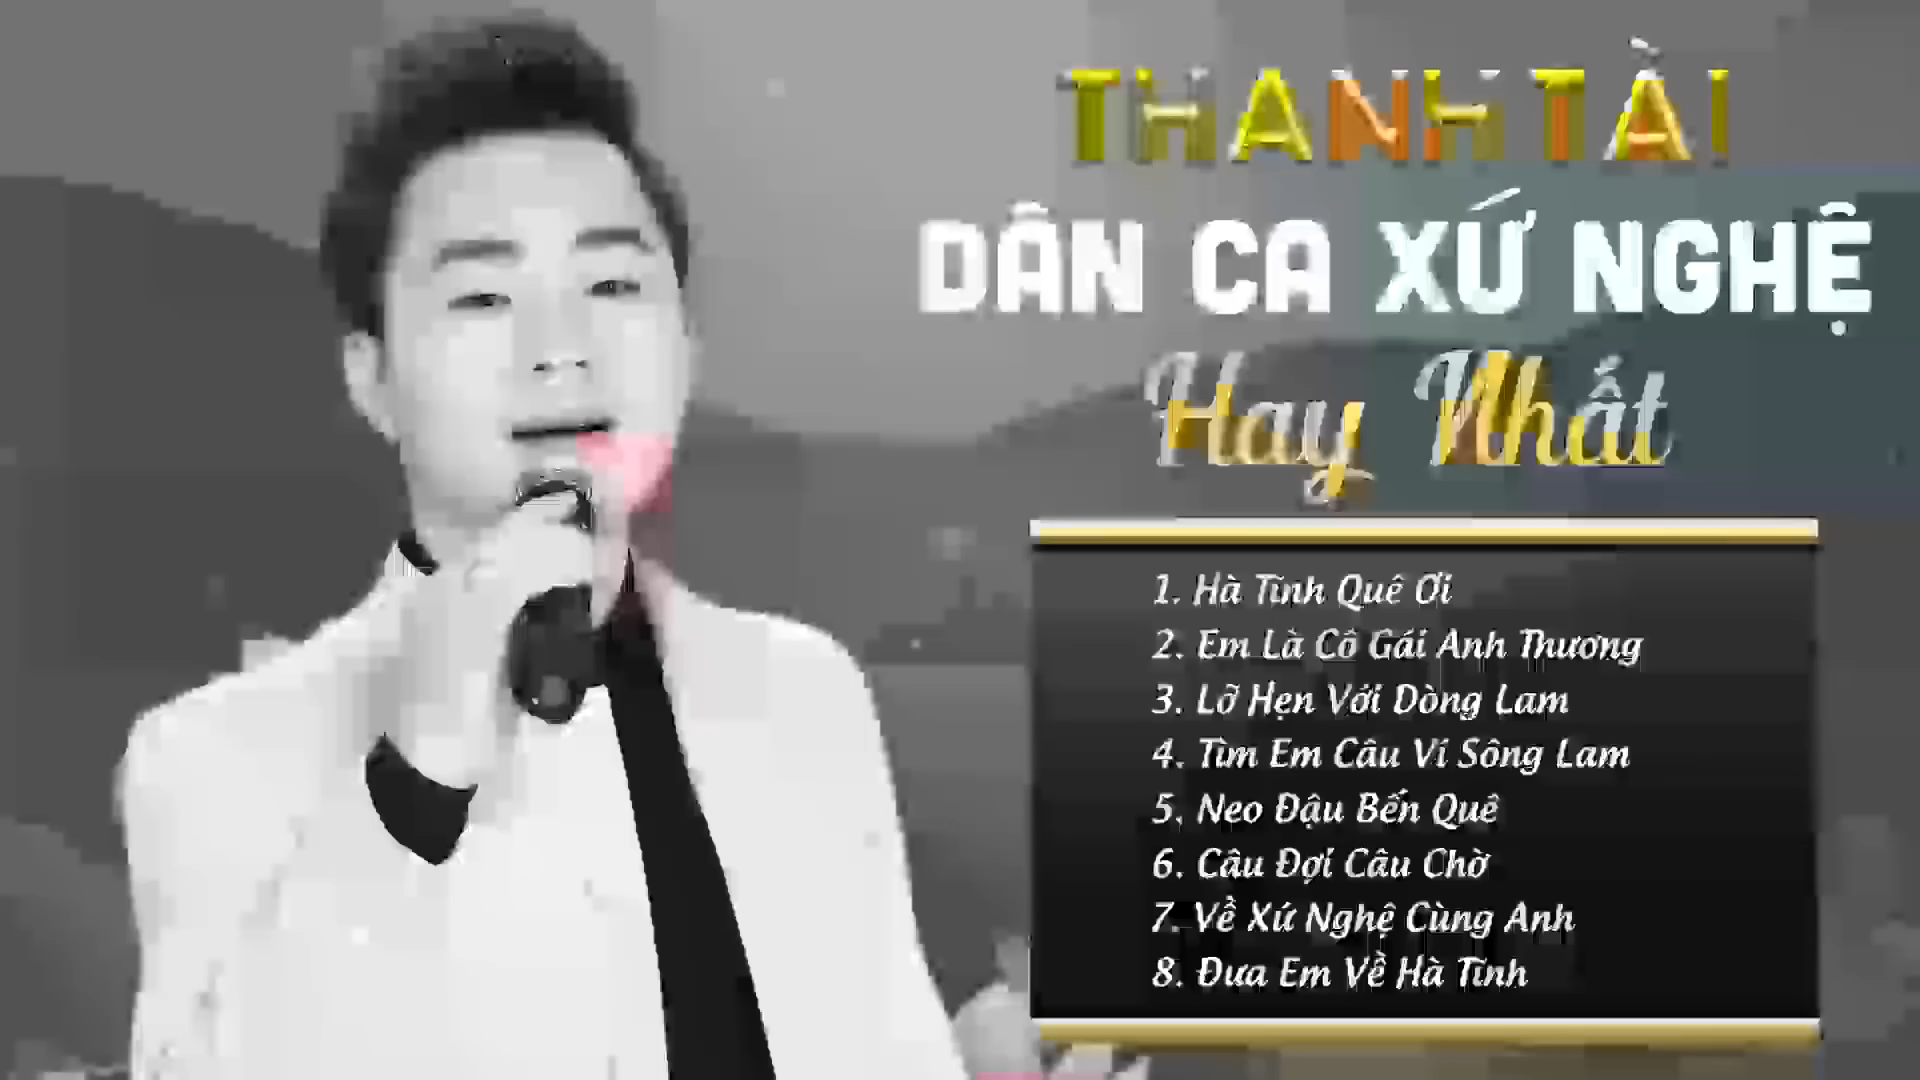 THANH TÀI
DÂN CA XỨ NGHỆ
Hay Nhất
1. Hà Tĩnh Quê Ơi
2. Em Là Cô Gái Anh Thương
3. Lỡ Hẹn Với Dòng Lam
4. Tìm Em Câu Ví Sông Lam
5. Neo Đậu Bến Quê
6. Câu Đợi Câu Chờ
7. Về Xứ Nghệ Cùng Anh
8. Đưa Em Về Hà Tĩnh